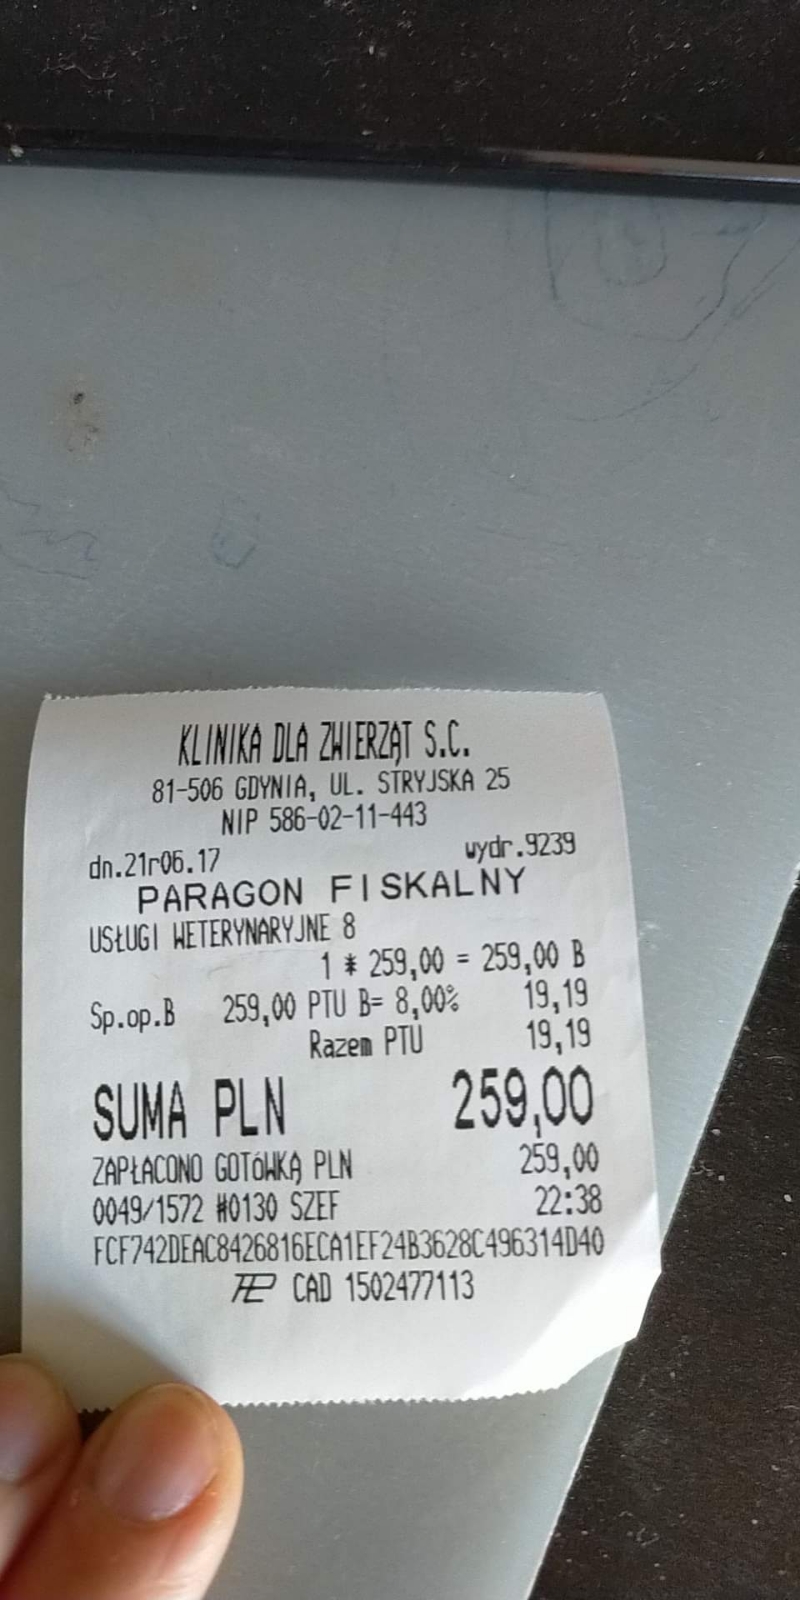 KLINIKA DLA ZWIERZĄT S.C.
81-506 GDYNIA, UL. STRYJSKA 25
NIP 586-02-11-443
dn.21r06.17 wydr.9239
PARAGON FISKALNY
USŁUGI WETERYNARYJNE 8
1 * 259,00 = 259,00 B
Sp.op.B 259,00 PTU B= 8,00% 19,19
Razem PTU 19,19
SUMA PLN 259,00
ZAPŁACONO GOTÓWKĄ PLN 259,00
0049/1572 #0130 SZEF 22:38
FCF742DEAC8426816ECA1EF24B3628C496314D40
CAD 1502477113